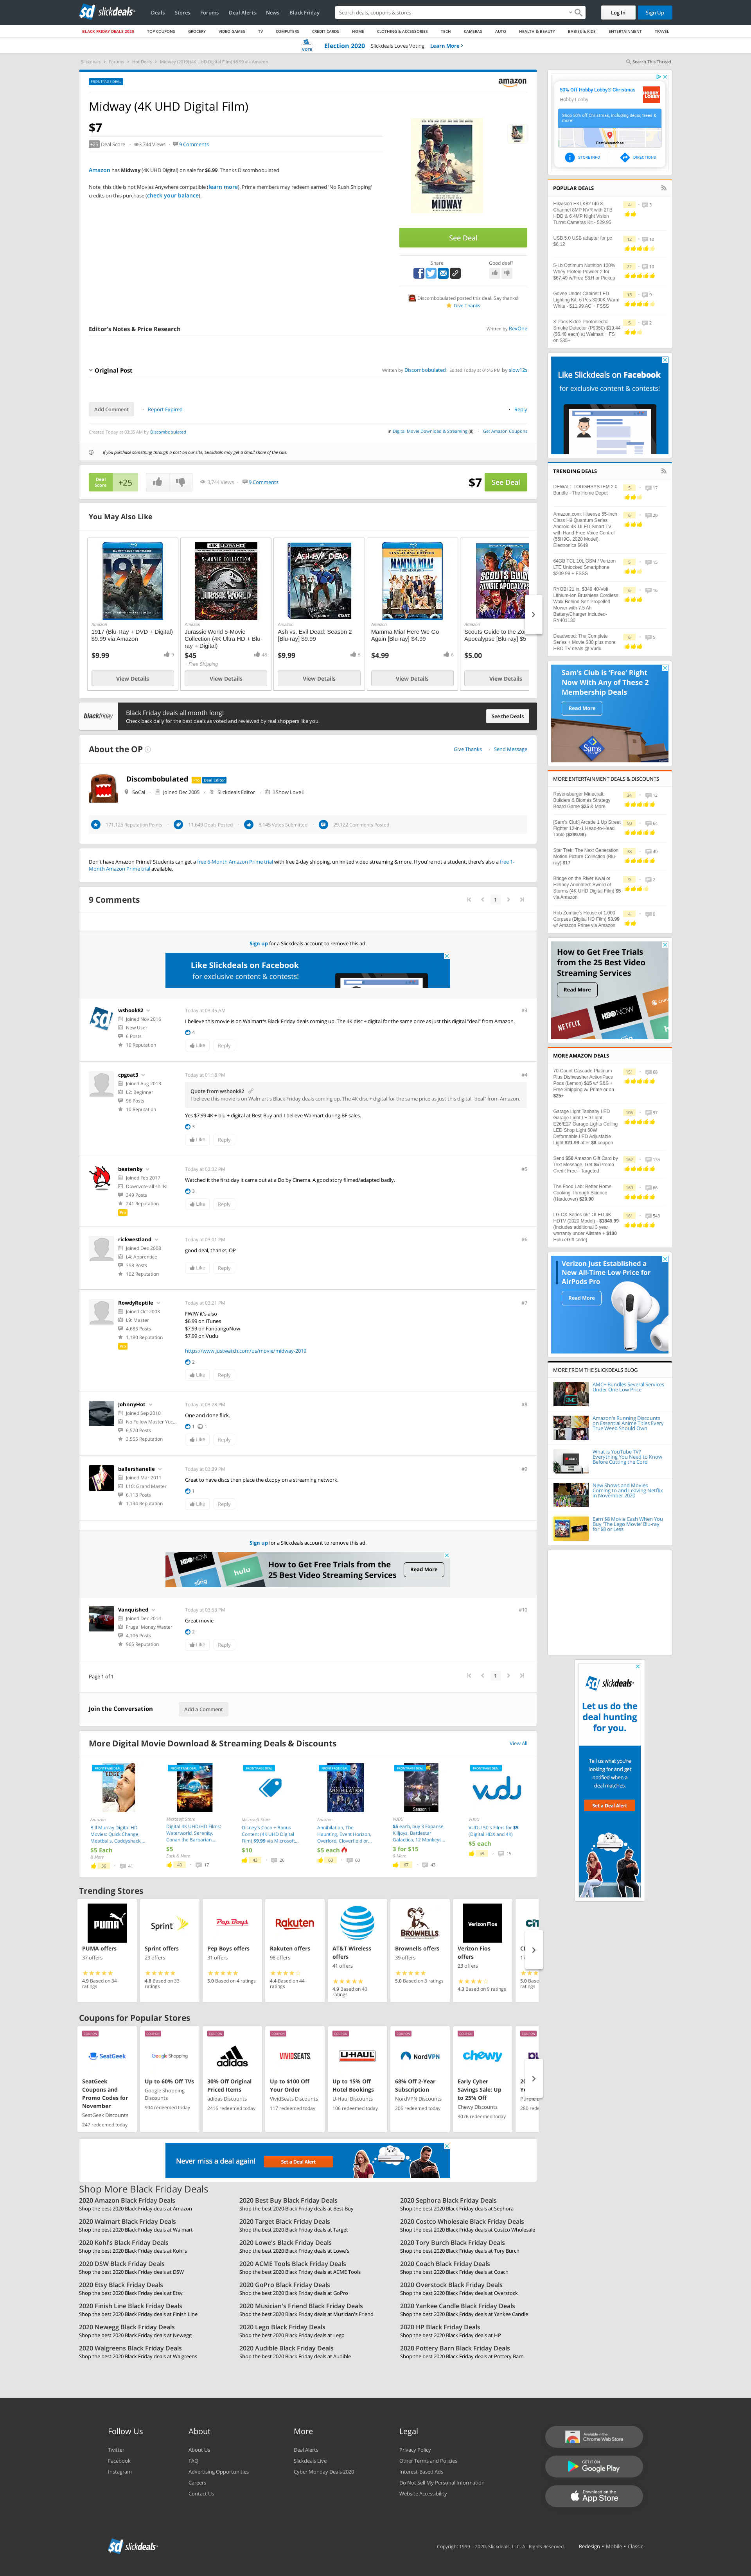 slickdeals
Deals
Stores
Forums
Deal Alerts
News
Black Friday
Search deals, coupons & stores
Log In
Sign Up
BLACK FRIDAY DEALS 2020
TOP COUPONS
GROCERY
VIDEO GAMES
TV
COMPUTERS
CREDIT CARDS
HOME
CLOTHING & ACCESSORIES
TECH
CAMERAS
AUTO
HEALTH & BEAUTY
BABIES & KIDS
ENTERTAINMENT
TRAVEL
VOTE
Election 2020 Slickdeals Loves Voting Learn More >
Slickdeals > Forums > Hot Deals > Midway (2019) (4K UHD Digital Film) $6.99 via Amazon
Search This Thread
FRONTPAGE DEAL
amazon
Midway (4K UHD Digital Film)
$7
+25 Deal Score 3,744 Views 9 Comments
Amazon has Midway (4K UHD Digital) on sale for $6.99. Thanks Discombobulated
Note, this title is not Movies Anywhere compatible (learn more). Prime members may redeem earned 'No Rush Shipping'
credits on this purchase (check your balance).
MIDWAY
See Deal
Share
Good deal?
Discombobulated posted this deal. Say thanks!
Give Thanks
Editor's Notes & Price Research
Written by RevOne
Original Post
Written by Discombobulated Edited Today at 01:46 PM by slew12s
Add Comment
Report Expired
Reply
Created Today at 03:35 AM by Discombobulated
in Digital Movie Download & Streaming (8)
Get Amazon Coupons
If you purchase something through a post on our site, Slickdeals may get a small share of the sale.
Deal Score +25
3,744 Views
9 Comments
$7
See Deal
You May Also Like
Amazon
1917 (Blu-Ray + DVD + Digital) $9.99 via Amazon
$9.99
View Details
Amazon
Jurassic World 5-Movie Collection (4K Ultra HD + Blu-ray + Digital)
$45
+ Free Shipping
View Details
Amazon
Ash vs. Evil Dead: Season 2 [Blu-ray] $9.99
$9.99
View Details
Amazon
Mamma Mia! Here We Go Again [Blu-ray] $4.99
$4.99
View Details
Amazon
Scouts Guide to the Zo
Apocalypse [Blu-ray] $5
$5.00
View Details
blackfriday
Black Friday deals all month long!
Check back daily for the best deals as voted and reviewed by real shoppers like you.
See the Deals
About the OP
Give Thanks
Send Message
Discombobulated Pro Deal Editor
SoCal Joined Dec 2005 Slickdeals Editor Show Love
171,125 Reputation Points
11,649 Deals Posted
8,145 Votes Submitted
25,122 Comments Posted
Don't have Amazon Prime? Students can get a free 6-Month Amazon Prime trial with free 2-day shipping, unlimited video streaming & more. If you're not a student, there's also a free 1-
Month Amazon Prime trial available.
9 Comments
1
Sign up for a Slickdeals account to remove this ad.
Like Slickdeals on Facebook
for exclusive content & contests!
wshook82
Joined Nov 2016
New User
6 Posts
10 Reputation
Today at 03:45 AM
#3
I believe this movie is on Walmart's Black Friday deals coming up. The 4K disc + digital for the same price as just this digital "deal" from Amazon.
4
Like
Reply
cpgoat3
Joined Aug 2013
L2: Beginner
96 Posts
10 Reputation
Today at 01:18 PM
#4
Quote from wshook82
I believe this movie is on Walmart's Black Friday deals coming up. The 4K disc + digital for the same price as just this digital "deal" from Amazon.
Yes $7.99 4K + blu + digital at Best Buy and I believe Walmart during BF sales.
3
Like
Reply
beatenby
Joined Feb 2017
Downvote all shills!
349 Posts
241 Reputation
Pro
Today at 02:32 PM
#5
Watched it the first day it came out at a Dolby Cinema. A good story filmed/adapted badly.
3
Like
Reply
rickwestland
Joined Dec 2008
L4: Apprentice
358 Posts
102 Reputation
Today at 03:01 PM
#6
good deal, thanks, OP
Like
Reply
RowdyReptile
Joined Oct 2003
L9: Master
4,685 Posts
1,180 Reputation
Pro
Today at 03:21 PM
#7
FWIW it's also
$6.99 on iTunes
$7.99 on FandangoNow
$7.99 on Vudu
https://www.justwatch.com/us/movie/midway-2019
2
Like
Reply
JohnnyHot
Joined Sep 2010
No Follow Master Yuc...
6,570 Posts
3,555 Reputation
Today at 03:28 PM
#8
One and done flick.
1 1
Like
Reply
ballershanelle
Joined Mar 2011
L10: Grand Master
6,113 Posts
1,144 Reputation
Today at 03:30 PM
#9
Great to have discs then place the d.copy on a streaming network.
1
Like
Reply
Sign up for a Slickdeals account to remove this ad.
How to Get Free Trials from the
25 Best Video Streaming Services
Read More
Vanquished
Joined Dec 2014
Frugal Money Waster
4,106 Posts
965 Reputation
Today at 03:53 PM
#10
Great movie
2
Like
Reply
Page 1 of 1
1
Join the Conversation
Add a Comment
More Digital Movie Download & Streaming Deals & Discounts
View All
Amazon
Bill Murray Digital HD Movies: Quick Change, Meatballs, Caddyshack,...
$5 Each
& More
56 41
Microsoft Store
Digital 4K UHD/HD Films: Waterworld, Serenity, Conan the Barbarian,...
$5
Earn & More
40 17
Microsoft Store
Disney's Coco + Bonus Content (4K UHD Digital Film) $9.99 via Microsoft...
$10
43 26
Amazon
Annihilation, The Haunting, Event Horizon, Overlord, Cloverfield or...
$5 each
60 60
VUDU
$5 each, buy 3 Expanse, Killjoys, Battlestar Galactica, 12 Monkeys...
3 for $15
& More
67 43
vudu
VUDU
VUDU 50's Films for $5 (Digital HDX and 4K)
$5 each
59 15
Trending Stores
PUMA offers
37 offers
4.9 Based on 34 ratings
Sprint offers
29 offers
4.8 Based on 33 ratings
Pep Boys offers
31 offers
5.0 Based on 4 ratings
Rakuten offers
98 offers
4.4 Based on 44 ratings
AT&T Wireless offers
41 offers
4.9 Based on 40 ratings
Brownells offers
39 offers
5.0 Based on 3 ratings
Verizon Fios offers
23 offers
4.3 Based on 9 ratings
Coupons for Popular Stores
COUPON
SeatGeek Coupons and Promo Codes for November
SeatGeek Discounts
247 redeemed today
COUPON
Up to 60% Off TVs
Google Shopping Discounts
904 redeemed today
COUPON
30% Off Original Priced Items
adidas Discounts
2416 redeemed today
COUPON
Up to $100 Off Your Order
VividSeats Discounts
117 redeemed today
COUPON
Up to 15% Off Hotel Bookings
U-Haul Discounts
106 redeemed today
COUPON
68% Off 2-Year Subscription
NordVPN Discounts
206 redeemed today
COUPON
Early Cyber Savings Sale: Up to 25% Off
Chewy Discounts
3076 redeemed today
Never miss a deal again!
Set a Deal Alert
Shop More Black Friday Deals
2020 Amazon Black Friday Deals
Shop the best 2020 Black Friday deals at Amazon
2020 Best Buy Black Friday Deals
Shop the best 2020 Black Friday deals at Best Buy
2020 Sephora Black Friday Deals
Shop the best 2020 Black Friday deals at Sephora
2020 Walmart Black Friday Deals
Shop the best 2020 Black Friday deals at Walmart
2020 Target Black Friday Deals
Shop the best 2020 Black Friday deals at Target
2020 Costco Wholesale Black Friday Deals
Shop the best 2020 Black Friday deals at Costco Wholesale
2020 Kohl's Black Friday Deals
Shop the best 2020 Black Friday deals at Kohl's
2020 Lowe's Black Friday Deals
Shop the best 2020 Black Friday deals at Lowe's
2020 Tory Burch Black Friday Deals
Shop the best 2020 Black Friday deals at Tory Burch
2020 DSW Black Friday Deals
Shop the best 2020 Black Friday deals at DSW
2020 ACME Tools Black Friday Deals
Shop the best 2020 Black Friday deals at ACME Tools
2020 Coach Black Friday Deals
Shop the best 2020 Black Friday deals at Coach
2020 Etsy Black Friday Deals
Shop the best 2020 Black Friday deals at Etsy
2020 GoPro Black Friday Deals
Shop the best 2020 Black Friday deals at GoPro
2020 Overstock Black Friday Deals
Shop the best 2020 Black Friday deals at Overstock
2020 Finish Line Black Friday Deals
Shop the best 2020 Black Friday deals at Finish Line
2020 Musician's Friend Black Friday Deals
Shop the best 2020 Black Friday deals at Musician's Friend
2020 Yankee Candle Black Friday Deals
Shop the best 2020 Black Friday deals at Yankee Candle
2020 Newegg Black Friday Deals
Shop the best 2020 Black Friday deals at Newegg
2020 Lego Black Friday Deals
Shop the best 2020 Black Friday deals at Lego
2020 HP Black Friday Deals
Shop the best 2020 Black Friday deals at HP
2020 Walgreens Black Friday Deals
Shop the best 2020 Black Friday deals at Walgreens
2020 Audible Black Friday Deals
Shop the best 2020 Black Friday deals at Audible
2020 Pottery Barn Black Friday Deals
Shop the best 2020 Black Friday deals at Pottery Barn
50% Off Hobby Lobby® Christmas
Hobby Lobby
Shop 50% off Christmas, including decor, trees & more!
East Wenatchee
STORE INFO
DIRECTIONS
POPULAR DEALS
Hikvision EKI-K82T46 8-Channel 8MP NVR with 2TB HDD & 6 4MP Night Vision Turret Cameras Kit - 529.95
USB 5.0 USB adapter for pc $6.12
5-Lb Optimum Nutrition 100% Whey Protein Powder 2 for $67.49 w/Free S&H or Pickup
Govee Under Cabinet LED Lighting Kit, 6 Pcs 3000K Warm White - $11.99 AC + FSSS
3-Pack Kidde Photoelectric Smoke Detector (P9050) $19.44 ($6.48 each) at Walmart + FS on $35+
Like Slickdeals on Facebook
for exclusive content & contests!
TRENDING DEALS
DEWALT TOUGHSYSTEM 2.0 Bundle - The Home Depot
Amazon.com: Hisense 55-Inch Class H9 Quantum Series Android 4K ULED Smart TV with Hand-Free Voice Control (55H9G, 2020 Model): Electronics $649
64GB TCL 10L GSM / Verizon LTE Unlocked Smartphone $209.99 + FSSS
RYOBI 21 in. $349 40-Volt Lithium-Ion Brushless Cordless Walk Behind Self-Propelled Mower with 7.5 Ah Battery/Charger Included-RY401130
Deadwood: The Complete Series + Movie $30 plus more HBO TV deals @ Vudu.
Sam's Club is 'Free' Right Now With Any of These 2 Membership Deals
Read More
MORE ENTERTAINMENT DEALS & DISCOUNTS
Ravensburger Minecraft: Builders & Biomes Strategy Board Game $25 & More
[Sam's Club] Arcade 1 Up Street Fighter 12-in-1 Head-to-Head Table ($299.98)
Star Trek: The Next Generation Motion Picture Collection (Blu-ray) $17
Bridge on the River Kwai or Hellboy Animated: Sword of Storms (4K UHD Digital Film) $5 via Amazon
Rob Zombie's House of 1,000 Corpses (Digital HD Film) $3.99 w/ Amazon Prime via Amazon
How to Get Free Trials from the 25 Best Video Streaming Services
Read More
MORE AMAZON DEALS
70-Count Cascade Platinum Plus Dishwasher ActionPacs Pods (Lemon) $15 w/ S&S + Free Shipping w/ Prime or on $25+
Garage Light Tanbaby LED Garage Light LED Light E26/E27 Garage Lights Ceiling LED Shop Light 60W Deformable LED Adjustable Light $21.99 after $8 coupon
Send $50 Amazon Gift Card by Text Message, Get $5 Promo Credit Free - Targeted
The Food Lab: Better Home Cooking Through Science (Hardcover) $20.90
LG CX Series 65" OLED 4K HDTV (2020 Model) - $1849.99 (Includes additional 3 year warranty under Allstate + $100 Hulu eGift code)
Verizon Just Established a New All-Time Low Price for AirPods Pro
Read More
MORE FROM THE SLICKDEALS BLOG
AMC+ Bundles Several Services Under One Low Price
Amazon's Running Discounts on Essential Anime Titles Every True Weeb Should Own
What is YouTube TV? Everything You Need to Know Before Cutting the Cord
New Shows and Movies Coming to and Leaving Netflix in November 2020
Earn $8 Movie Cash When You Buy 'The Lego Movie' Blu-ray for $8 or Less
slickdeals
Let us do the deal hunting for you.
Tell us what you're looking for and get notified when a deal matches.
Set a Deal Alert
Follow Us
Twitter
Facebook
Instagram
About
About Us
FAQ
Advertising Opportunities
Careers
Contact Us
More
Deal Alerts
Slickdeals Live
Cyber Monday Deals 2020
Legal
Privacy Policy
Other Terms and Policies
Interest-Based Ads
Do Not Sell My Personal Information
Website Accessibility
Available in the Chrome Web Store
GET IT ON Google Play
Download on the App Store
slickdeals
Copyright 1999 - 2020. Slickdeals, LLC. All Rights Reserved.
Redesign • Mobile • Classic